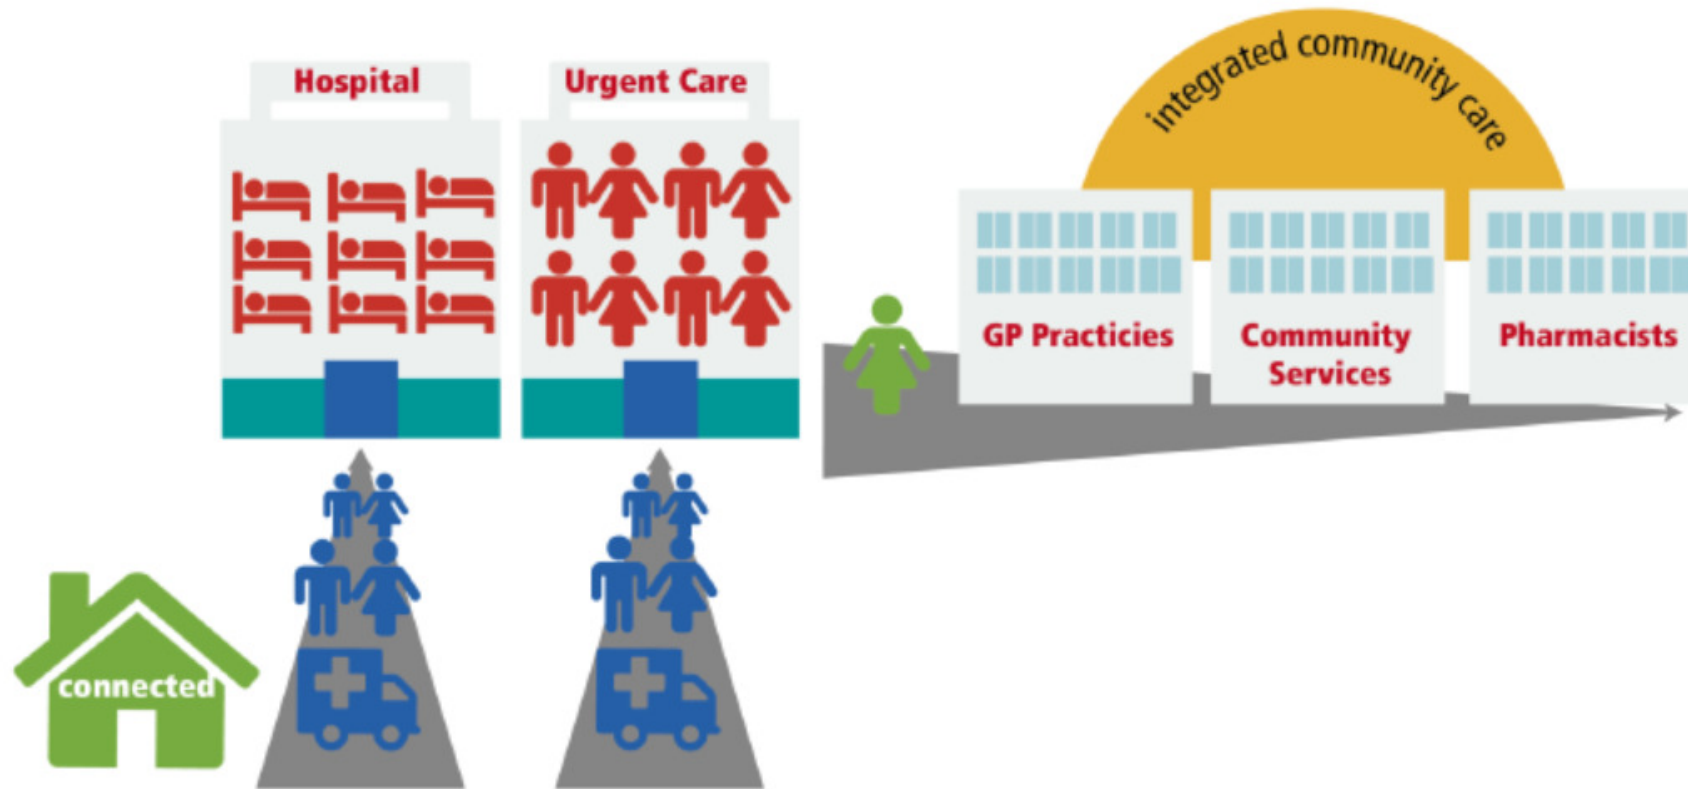 Hospital
Urgent Care
integrated community care
GP Practicies
Community
Services
Pharmacists
connected